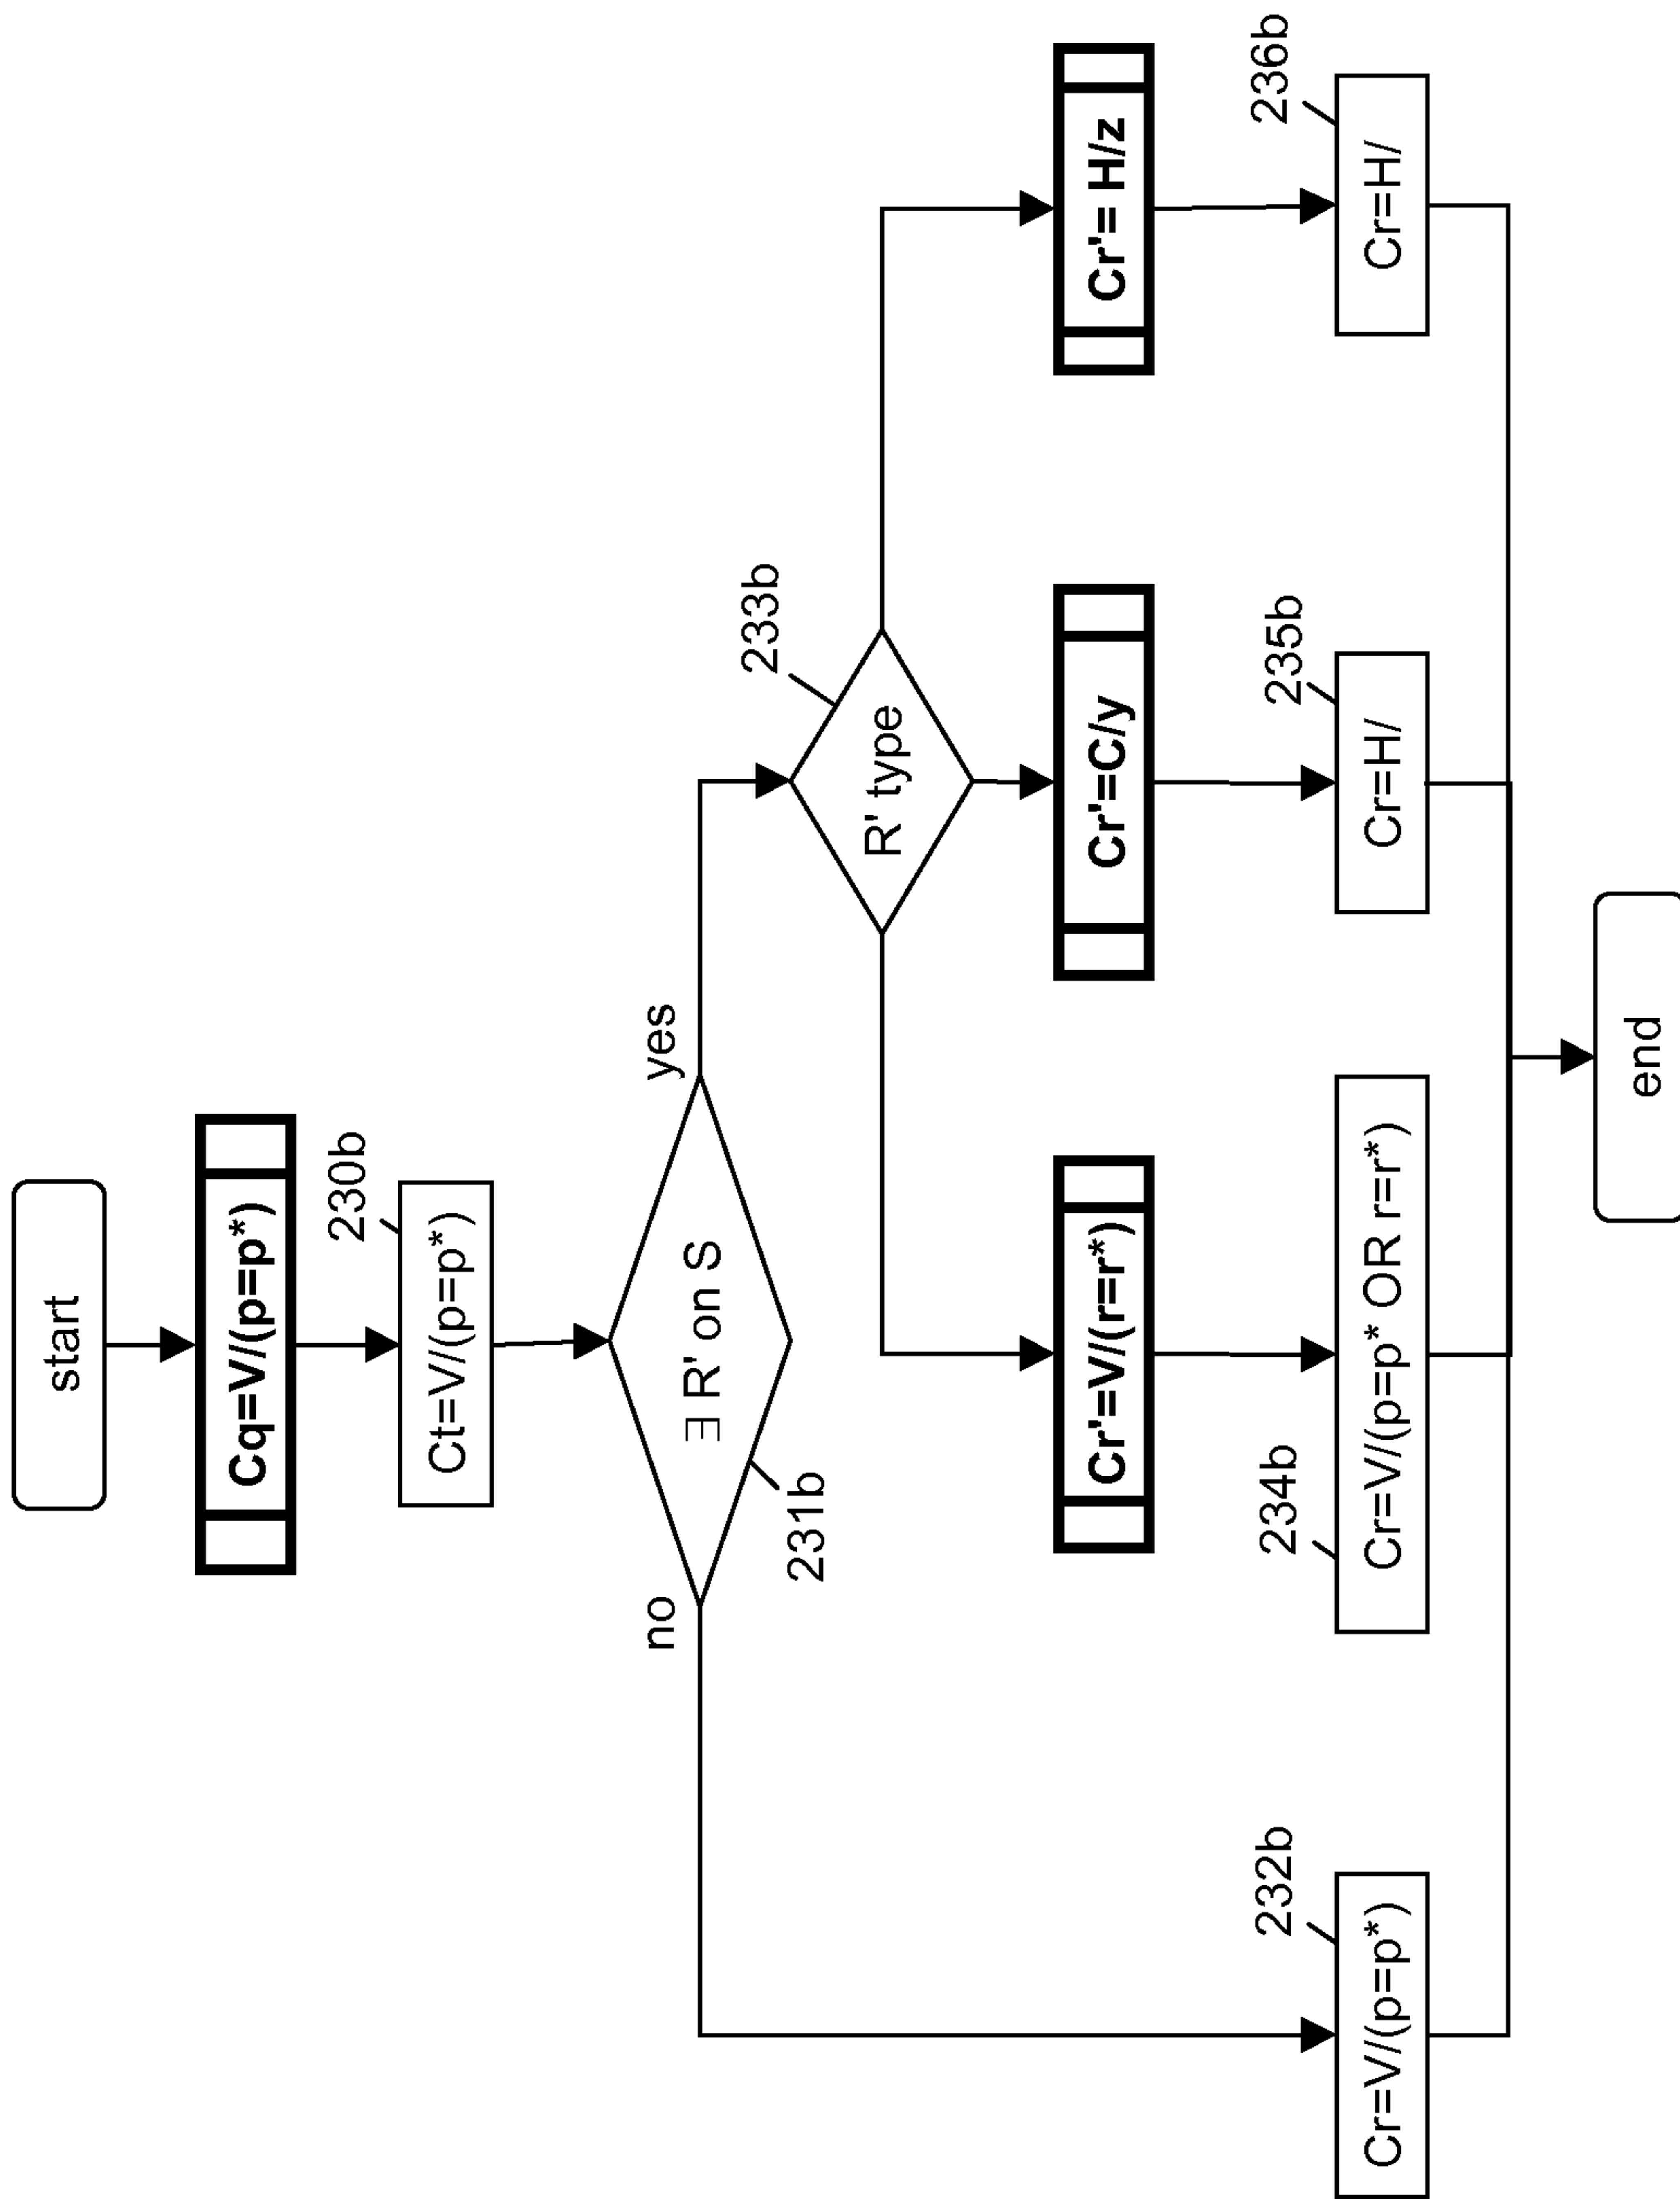 start
Cq=V/(p=p*)
230b
Ct=V/(p=p*)
no
yes
∃ R' on S
231b
233b
R' type
Cr'=V/(r=r*)
Cr'=C/y
Cr'= H/z
232b
234b
235b
236b
Cr=V/(p=p*)
Cr=V/(p=p* OR r=r*)
Cr=H/
Cr=H/
end